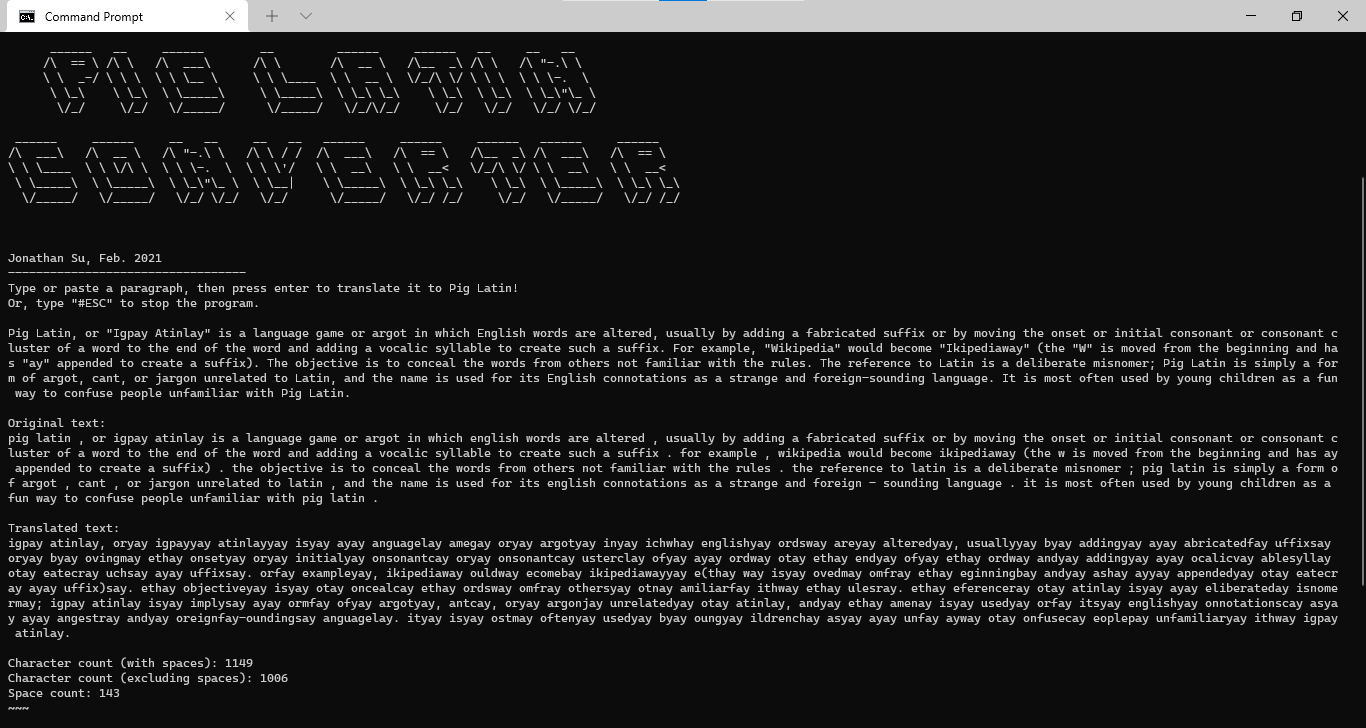 Command Prompt
PIG LATIN
CONVERTER
Jonathan Su, Feb. 2021
----------------------------------
Type or paste a paragraph, then press enter to translate it to Pig Latin!
Or, type "#ESC" to stop the program.
Pig Latin, or "Igpay Atinlay" is a language game or argot in which English words are altered, usually by adding a fabricated suffix or by moving the onset or initial consonant or consonant c
luster of a word to the end of the word and adding a vocalic syllable to create such a suffix. For example, "Wikipedia" would become "Ikipediaway" (the "W" is moved from the beginning and ha
s "ay" appended to create a suffix). The objective is to conceal the words from others not familiar with the rules. The reference to Latin is a deliberate misnomer; Pig Latin is simply a for
m of argot, cant, or jargon unrelated to Latin, and the name is used for its English connotations as a strange and foreign-sounding language. It is most often used by young children as a fun
 way to confuse people unfamiliar with Pig Latin.
Original text:
pig latin , or igpay atinlay is a language game or argot in which english words are altered , usually by adding a fabricated suffix or by moving the onset or initial consonant or consonant c
luster of a word to the end of the word and adding a vocalic syllable to create such a suffix . for example , wikipedia would become ikipediaway (the w is moved from the beginning and has ay
 appended to create a suffix) . the objective is to conceal the words from others not familiar with the rules . the reference to latin is a deliberate misnomer ; pig latin is simply a form o
f argot , cant , or jargon unrelated to latin , and the name is used for its english connotations as a strange and foreign - sounding language . it is most often used by young children as a
fun way to confuse people unfamiliar with pig latin .
Translated text:
igpay atinlay, oryay igpayyay atinlayyay isyay ayay anguagelay amegay oryay argotyay inyay ichwhay englishyay ordsway areyay alteredyay, usuallyyay byay addingyay ayay abricatedfay uffixsay
oryay byay ovingmay ethay onsetyay oryay initialyay onsonantcay oryay onsonantcay usterclay ofyay ayay ordway otay ethay endyay ofyay ethay ordway andyay addingyay ayay ocalicvay ablesyllay
otay eatecray uchsay ayay uffixsay. orfay exampleyay, ikipediaway ouldway ecomebay ikipediawayyay e(thay way isyay ovedmay omfray ethay eginningbay andyay ashay ayyay appendedyay otay eatecr
ay ayay uffix)say. ethay objectiveyay isyay otay oncealcay ethay ordsway omfray othersyay otnay amiliarfay ithway ethay ulesray. ethay eferenceray otay atinlay isyay ayay eliberateday isnome
rmay; igpay atinlay isyay implysay ayay ormfay ofyay argotyay, antcay, oryay argonjay unrelatedyay otay atinlay, andyay ethay amenay isyay usedyay orfay itsyay englishyay onnotationscay asya
y ayay angestray andyay oreignfay-oundingsay anguagelay. ityay isyay ostmay oftenyay usedyay byay oungyay ildrenchay asyay ayay unfay ayway otay onfusecay eoplepay unfamiliaryay ithway igpay
 atinlay.
Character count (with spaces): 1149
Character count (excluding spaces): 1006
Space count: 143
~~~